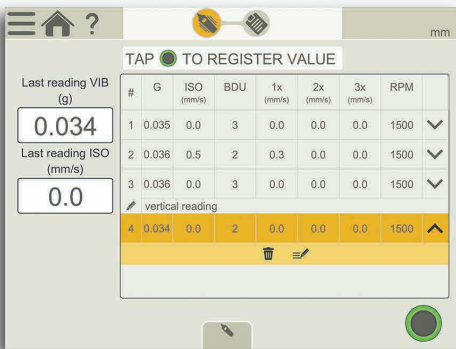 ?
mm
TAP TO REGISTER VALUE
Last reading VIB
(g)
0.034
Last reading ISO
(mm/s)
0.0
# G ISO (mm/s) BDU 1x (mm/s) 2x (mm/s) 3x (mm/s) RPM
1 0.035 0.0 3 0.0 0.0 0.0 1500
2 0.036 0.5 2 0.3 0.0 0.0 1500
3 0.036 0.0 3 0.0 0.0 0.0 1500
vertical reading
4 0.034 0.0 2 0.0 0.0 0.0 1500